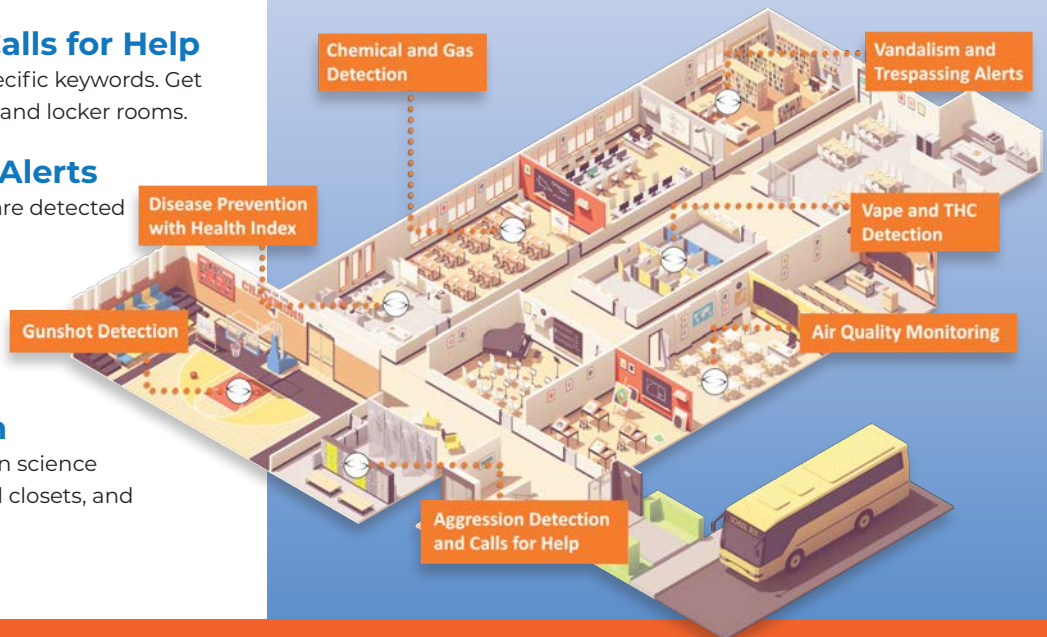 Calls for Help
ecific keywords. Get
and locker rooms.
Alerts
are detected
n science
l closets, and
Chemical and Gas
Detection
Vandalism and
Trespassing Alerts
Disease Prevention
with Health Index
Vape and THC
Detection
Gunshot Detection
Air Quality Monitoring
Aggression Detection
and Calls for Help